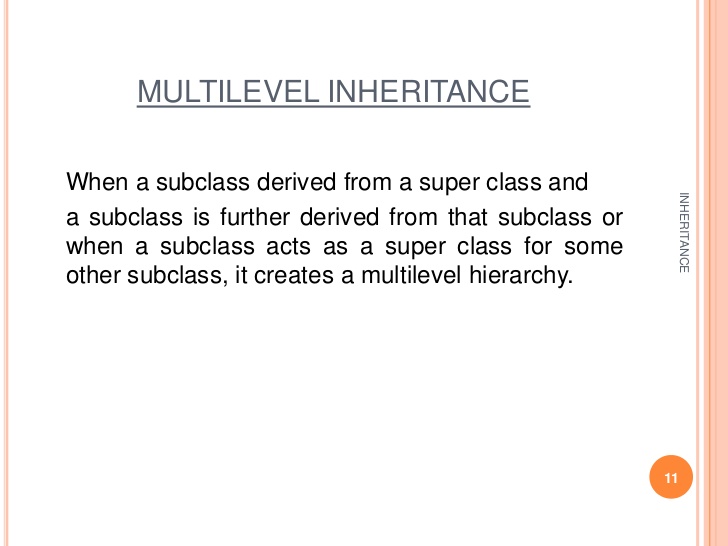 MULTILEVEL INHERITANCE
When a subclass derived from a super class and
a subclass is further derived from that subclass or
when a subclass acts as a super class for some
other subclass, it creates a multilevel hierarchy.
INHERITANCE
11